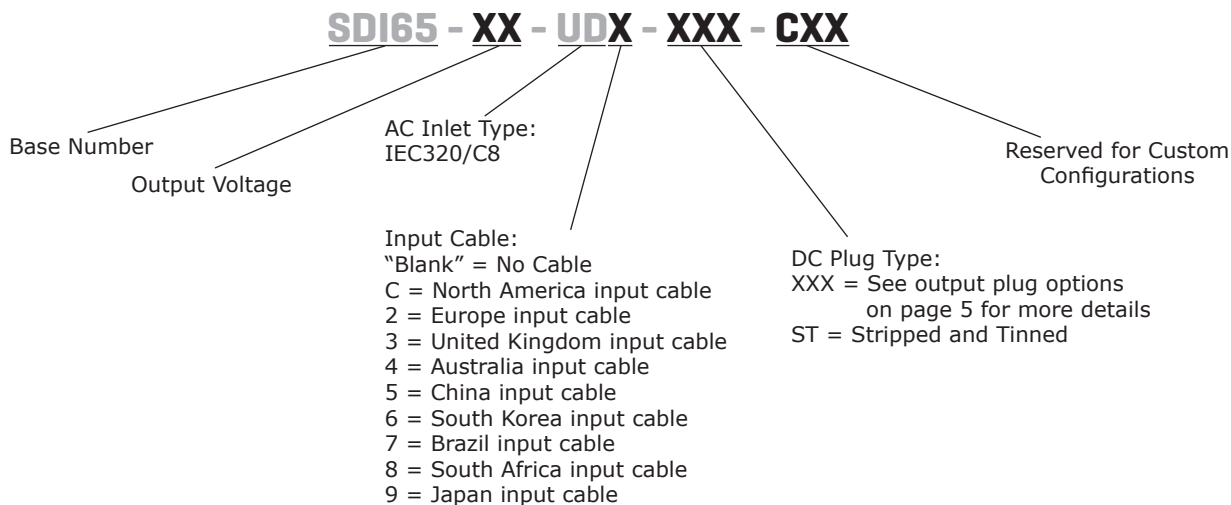 SDI65 - XX - UDX - XXX - CXX
Base Number
Output Voltage
AC Inlet Type:
IEC320/C8
Input Cable:
“Blank” = No Cable
C = North America input cable
2 = Europe input cable
3 = United Kingdom input cable
4 = Australia input cable
5 = China input cable
6 = South Korea input cable
7 = Brazil input cable
8 = South Africa input cable
9 = Japan input cable
DC Plug Type:
XXX = See output plug options
on page 5 for more details
ST = Stripped and Tinned
Reserved for Custom
Configurations